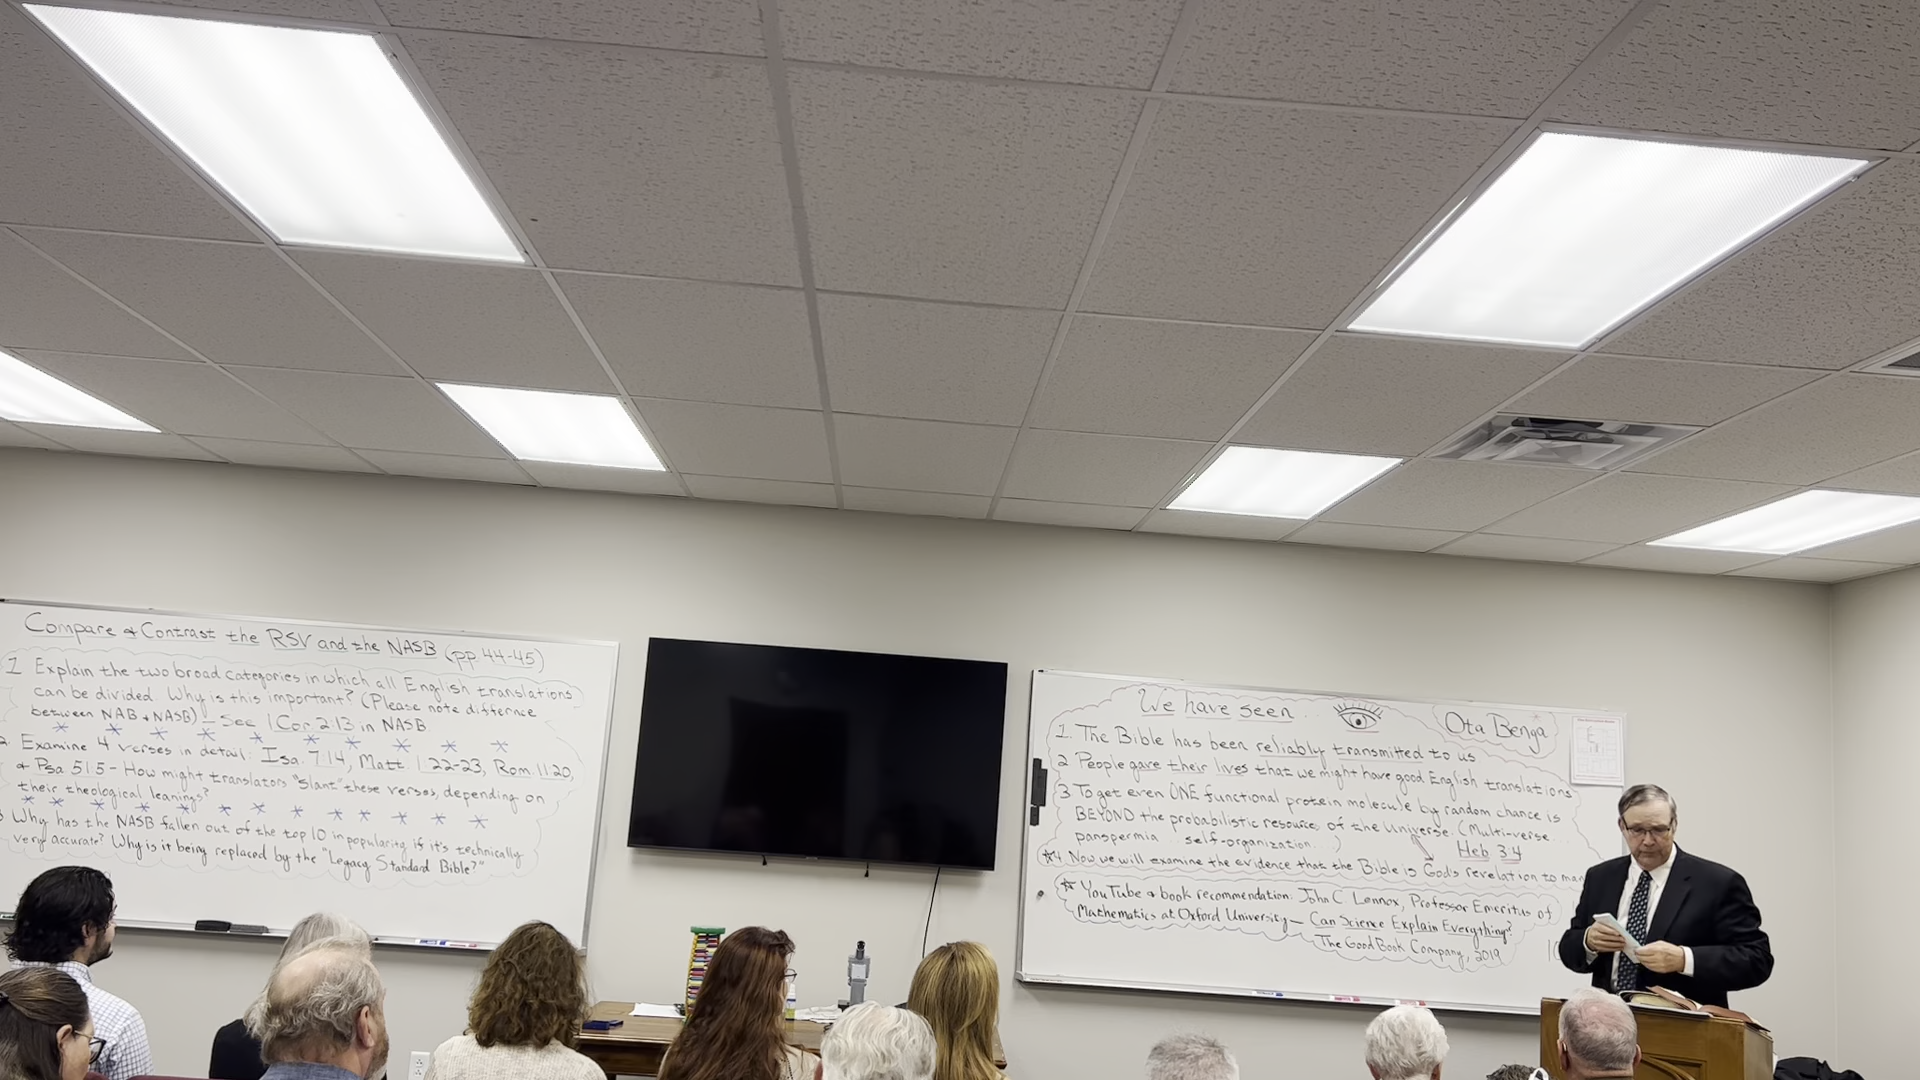 Compare & Contrast the RSV and the NASB (pp. 44-45)
1 Explain the two broad categories in which all English translations
can be divided. Why is this important? (Please note differnce
between NAB & NASB) - See 1 Cor. 2:13 in NASB
2. Examine 4 verses in detail: Isa. 7:14, Matt 1:22-23, Rom. 11:20,
& Psa. 51:5 - How might translators "slant" these verses, depending on
their theological leanings?
3 Why has the NASB fallen out of the top 10 in popularity if it's technically
very accurate? Why is it being replaced by the "Legacy Standard Bible?"
We have seen...
Ota Benga
1. The Bible has been reliably transmitted to us
2 People gave their lives that we might have good English translations
3 To get even ONE functional protein molecule by random chance is
BEYOND the probabilistic resources of the universe. (Multi-verse...
panspermia... self-organization...)
Heb 3:4
*4. Now we will examine the evidence that the Bible is God's revelation to man
* YouTube & book recommendation: John C. Lennox, Professor Emeritus of
Mathematics at Oxford University - Can Science Explain Everything?
The Good Book Company, 2019